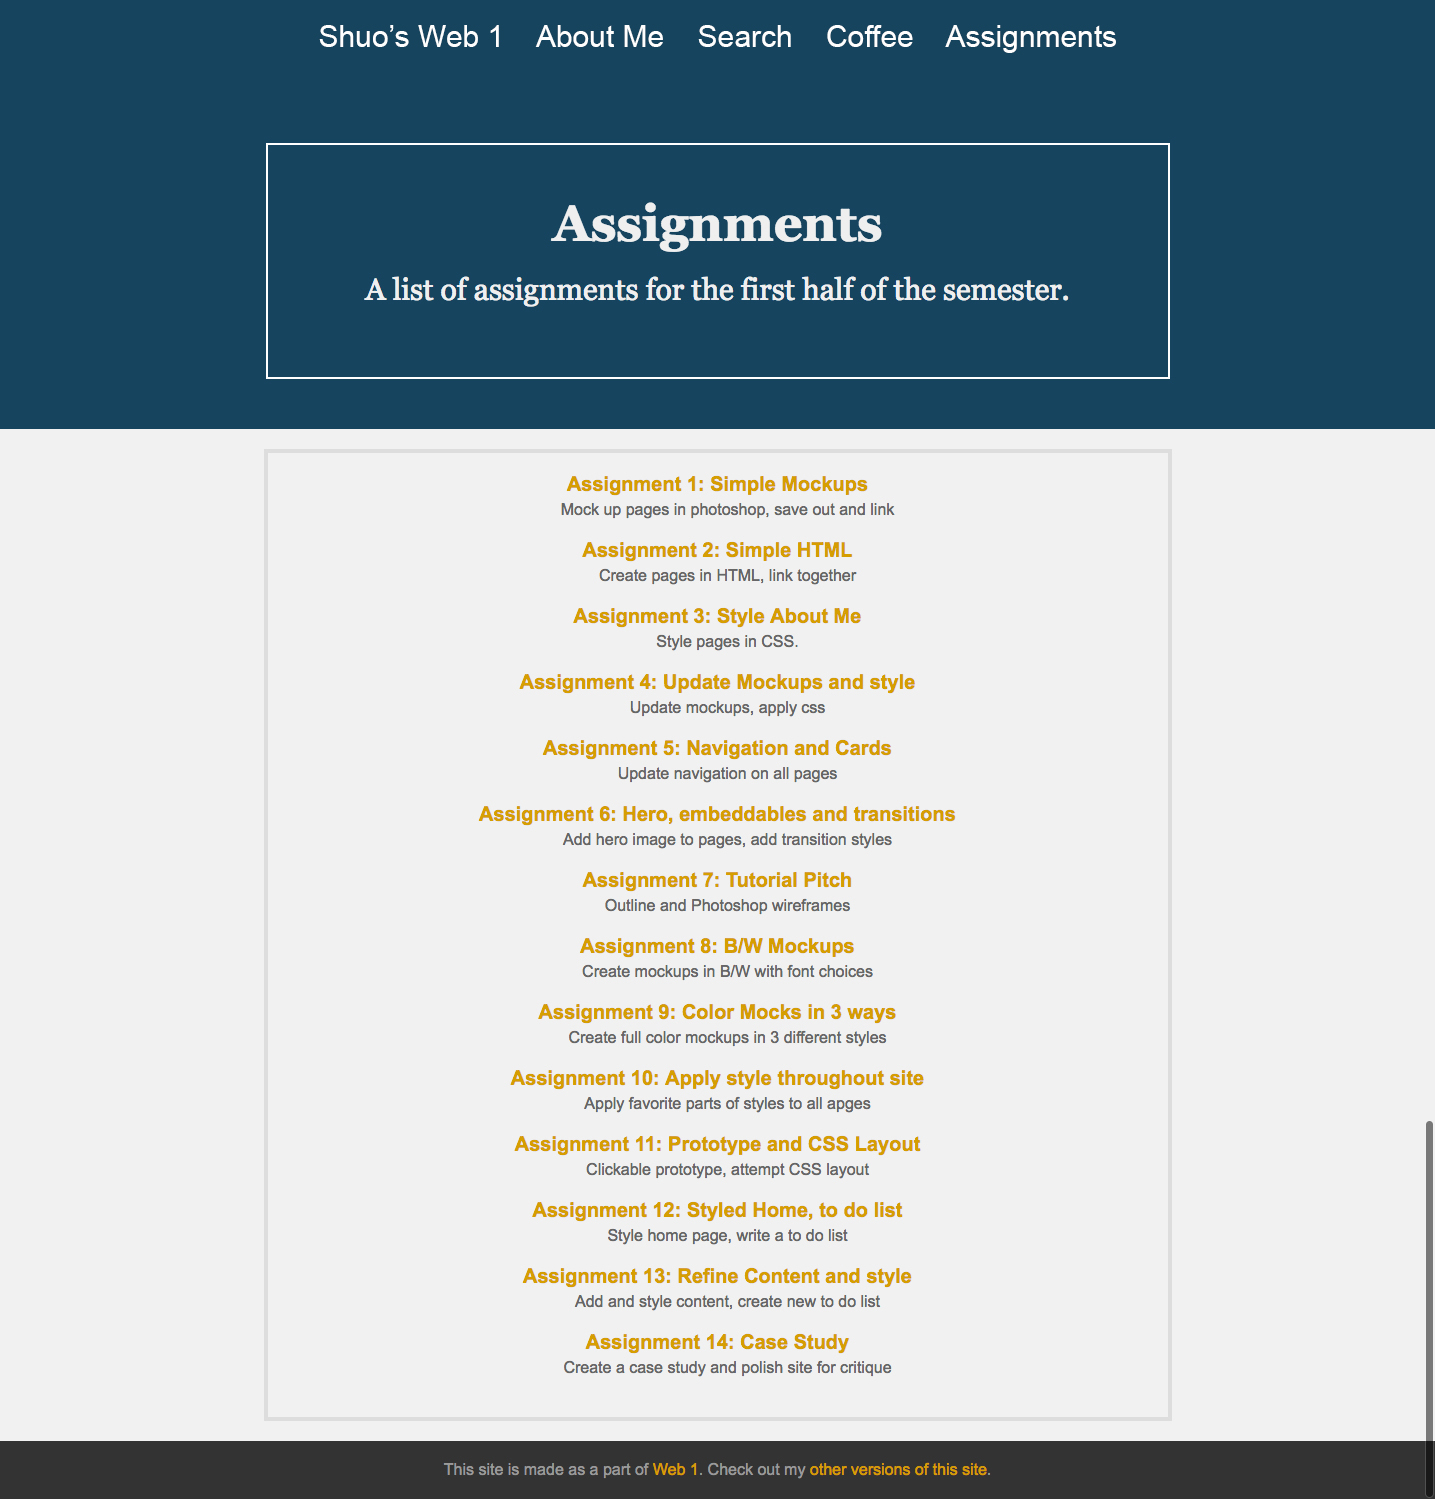 Shuo’s Web 1 About Me Search Coffee Assignments
Assignments
A list of assignments for the first half of the semester.
Assignment 1: Simple Mockups
Mock up pages in photoshop, save out and link
Assignment 2: Simple HTML
Create pages in HTML, link together
Assignment 3: Style About Me
Style pages in CSS.
Assignment 4: Update Mockups and style
Update mockups, apply css
Assignment 5: Navigation and Cards
Update navigation on all pages
Assignment 6: Hero, embeddables and transitions
Add hero image to pages, add transition styles
Assignment 7: Tutorial Pitch
Outline and Photoshop wireframes
Assignment 8: B/W Mockups
Create mockups in B/W with font choices
Assignment 9: Color Mocks in 3 ways
Create full color mockups in 3 different styles
Assignment 10: Apply style throughout site
Apply favorite parts of styles to all apges
Assignment 11: Prototype and CSS Layout
Clickable prototype, attempt CSS layout
Assignment 12: Styled Home, to do list
Style home page, write a to do list
Assignment 13: Refine Content and style
Add and style content, create new to do list
Assignment 14: Case Study
Create a case study and polish site for critique
This site is made as a part of Web 1. Check out my other versions of this site.